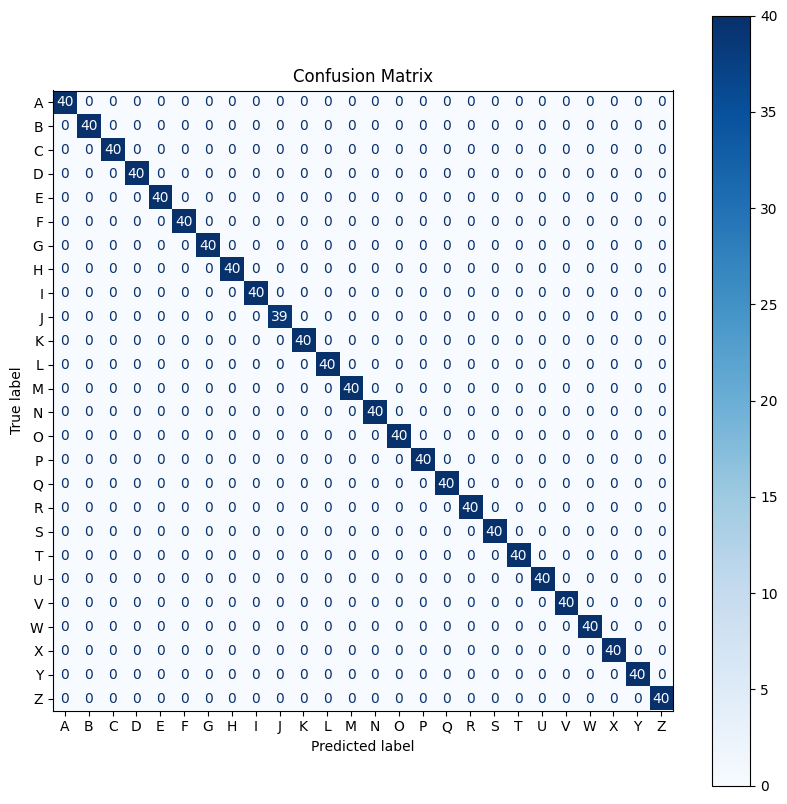 Confusion Matrix
A 40 0 0 0 0 0 0 0 0 0 0 0 0 0 0 0 0 0 0 0 0 0 0 0 0 0
B 0 40 0 0 0 0 0 0 0 0 0 0 0 0 0 0 0 0 0 0 0 0 0 0 0 0
C 0 0 40 0 0 0 0 0 0 0 0 0 0 0 0 0 0 0 0 0 0 0 0 0 0 0
D 0 0 0 40 0 0 0 0 0 0 0 0 0 0 0 0 0 0 0 0 0 0 0 0 0 0
E 0 0 0 0 40 0 0 0 0 0 0 0 0 0 0 0 0 0 0 0 0 0 0 0 0 0
F 0 0 0 0 0 40 0 0 0 0 0 0 0 0 0 0 0 0 0 0 0 0 0 0 0 0
G 0 0 0 0 0 0 40 0 0 0 0 0 0 0 0 0 0 0 0 0 0 0 0 0 0 0
H 0 0 0 0 0 0 0 40 0 0 0 0 0 0 0 0 0 0 0 0 0 0 0 0 0 0
I 0 0 0 0 0 0 0 0 40 0 0 0 0 0 0 0 0 0 0 0 0 0 0 0 0 0
J 0 0 0 0 0 0 0 0 0 39 0 0 0 0 0 0 0 0 0 0 0 0 0 0 0 0
K 0 0 0 0 0 0 0 0 0 0 40 0 0 0 0 0 0 0 0 0 0 0 0 0 0 0
L 0 0 0 0 0 0 0 0 0 0 0 40 0 0 0 0 0 0 0 0 0 0 0 0 0 0
M 0 0 0 0 0 0 0 0 0 0 0 0 40 0 0 0 0 0 0 0 0 0 0 0 0 0
N 0 0 0 0 0 0 0 0 0 0 0 0 0 40 0 0 0 0 0 0 0 0 0 0 0 0
O 0 0 0 0 0 0 0 0 0 0 0 0 0 0 40 0 0 0 0 0 0 0 0 0 0 0
P 0 0 0 0 0 0 0 0 0 0 0 0 0 0 0 40 0 0 0 0 0 0 0 0 0 0
Q 0 0 0 0 0 0 0 0 0 0 0 0 0 0 0 0 40 0 0 0 0 0 0 0 0 0
R 0 0 0 0 0 0 0 0 0 0 0 0 0 0 0 0 0 40 0 0 0 0 0 0 0 0
S 0 0 0 0 0 0 0 0 0 0 0 0 0 0 0 0 0 0 40 0 0 0 0 0 0 0
T 0 0 0 0 0 0 0 0 0 0 0 0 0 0 0 0 0 0 0 40 0 0 0 0 0 0
U 0 0 0 0 0 0 0 0 0 0 0 0 0 0 0 0 0 0 0 0 40 0 0 0 0 0
V 0 0 0 0 0 0 0 0 0 0 0 0 0 0 0 0 0 0 0 0 0 40 0 0 0 0
W 0 0 0 0 0 0 0 0 0 0 0 0 0 0 0 0 0 0 0 0 0 0 40 0 0 0
X 0 0 0 0 0 0 0 0 0 0 0 0 0 0 0 0 0 0 0 0 0 0 0 40 0 0
Y 0 0 0 0 0 0 0 0 0 0 0 0 0 0 0 0 0 0 0 0 0 0 0 0 40 0
Z 0 0 0 0 0 0 0 0 0 0 0 0 0 0 0 0 0 0 0 0 0 0 0 0 0 40
A B C D E F G H I J K L M N O P Q R S T U V W X Y Z
Predicted label
True label
40
35
30
25
20
15
10
5
0